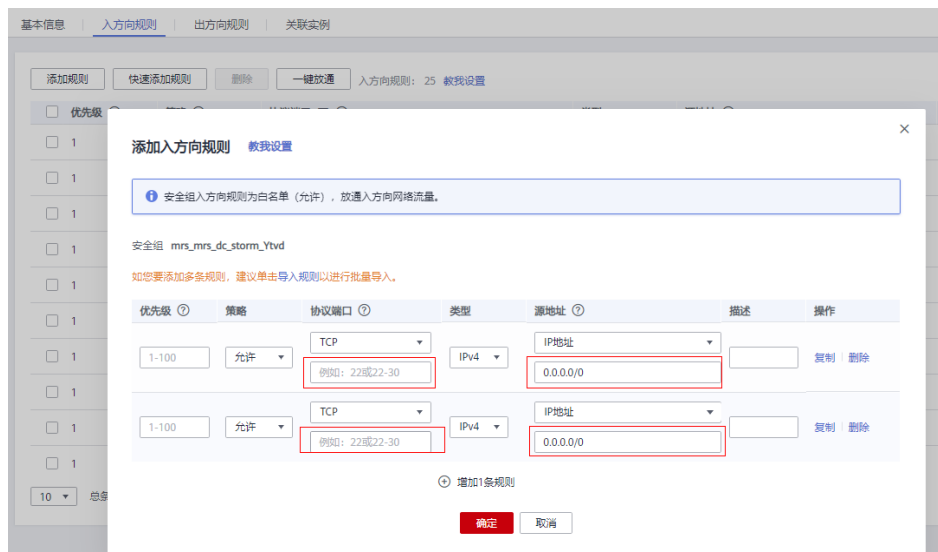 基本信息 入方向规则 出方向规则 关联实例
添加规则 快速添加规则 删除 一键放通 入方向规则: 25 教我设置
优先级
1
添加入方向规则 教我设置
1
安全组入方向规则为白名单（允许），放通入方向网络流量。
1
安全组 mrs_mrs_dc_storm_Ytvd
1
如您要添加多条规则，建议单击导入规则以进行批量导入。
1
优先级 策略 协议端口 类型 源地址 描述 操作
1
TCP IP地址
1
1-100 允许 IPv4 复制 删除
例如：22或22-30 0.0.0.0/0
1
TCP IP地址
1
1-100 允许 IPv4 复制 删除
例如：22或22-30 0.0.0.0/0
1
增加1条规则
10 总条
确定 取消